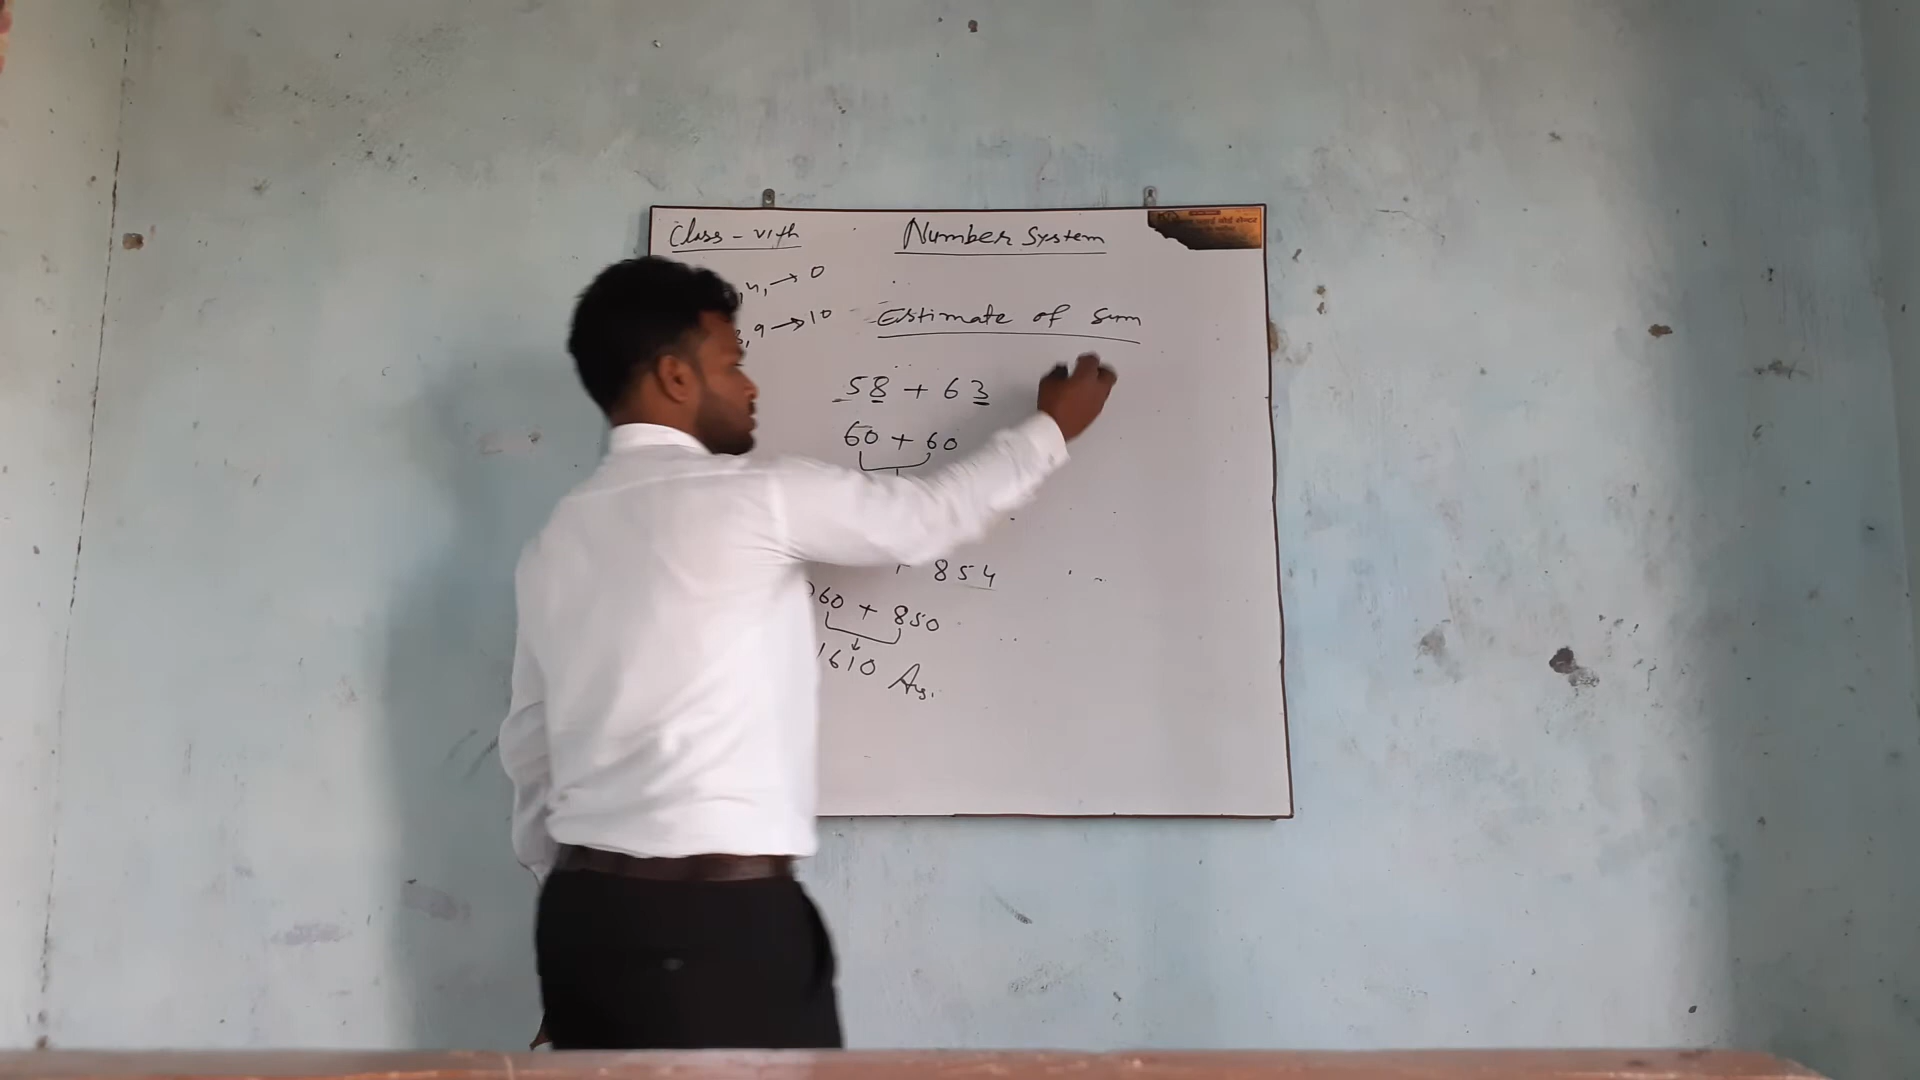 Class - VIth
Number System
4, → 0
3, 9 → 10
Estimate of Sum
58 + 63
60 + 60
+ 854
60 + 850
1610 Ans.